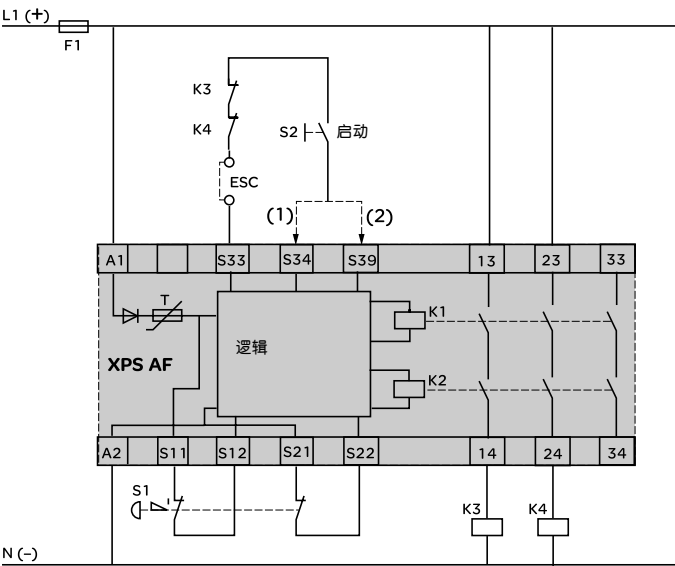 L1 (+)
F1
K3
K4
S2
启动
ESC
(1)
(2)
A1
S33
S34
S39
13
23
33
T
K1
逻辑
XPS AF
K2
A2
S11
S12
S21
S22
14
24
34
S1
K3
K4
N (–)